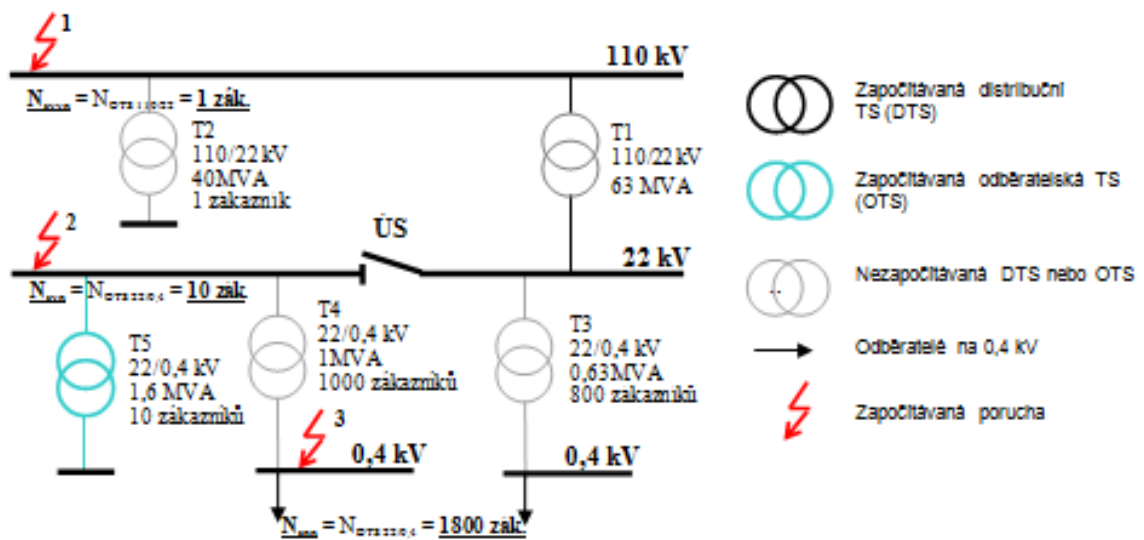 1
110 kV
= N = 1 zák.
T2
110/22 kV
40MVA
1 zákazník
T1
110/22 kV
63 MVA
2
ÚS
22 kV
= N = 10 zák
T5
22/0,4 kV
1,6 MVA
10 zákazníků
T4
22/0,4 kV
1MVA
1000 zákazníků
T3
22/0,4 kV
0,63MVA
800 zákazníků
3
0,4 kV
0,4 kV
= N = 1800 zák.
Započítávaná distribuční
TS (DTS)
Započítávaná odběratelská TS
(OTS)
Nezapočítávaná DTS nebo OTS
Odběratelé na 0,4 kV
Započítávaná porucha